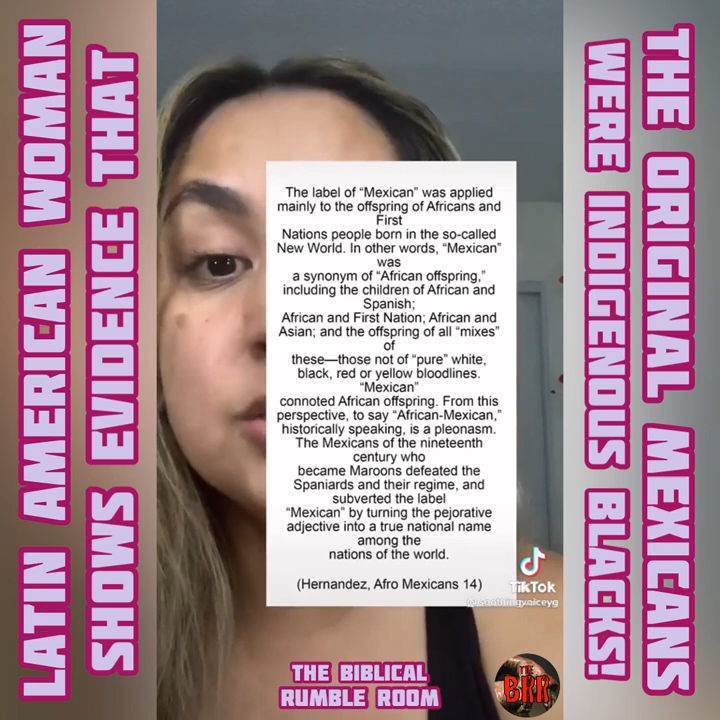 LATIN AMERICAN WOMAN
SHOWS EVIDENCE THAT
The label of “Mexican” was applied
mainly to the offspring of Africans and
First
Nations people born in the so-called
New World. In other words, “Mexican”
was
a synonym of “African offspring,”
including the children of African and
Spanish;
African and First Nation; African and
Asian; and the offspring of all “mixes”
of
these—those not of “pure” white,
black, red or yellow bloodlines.
“Mexican”
connoted African offspring. From this
perspective, to say “African-Mexican,”
historically speaking, is a pleonasm.
The Mexicans of the nineteenth
century who
became Maroons defeated the
Spaniards and their regime, and
subverted the label
“Mexican” by turning the pejorative
adjective into a true national name
among the
nations of the world.
(Hernandez, Afro Mexicans 14)
TikTok
THE BIBLICAL
RUMBLE ROOM
THE
BRR
THE ORIGINAL MEXICANS
WERE INDIGENOUS BLACKS!